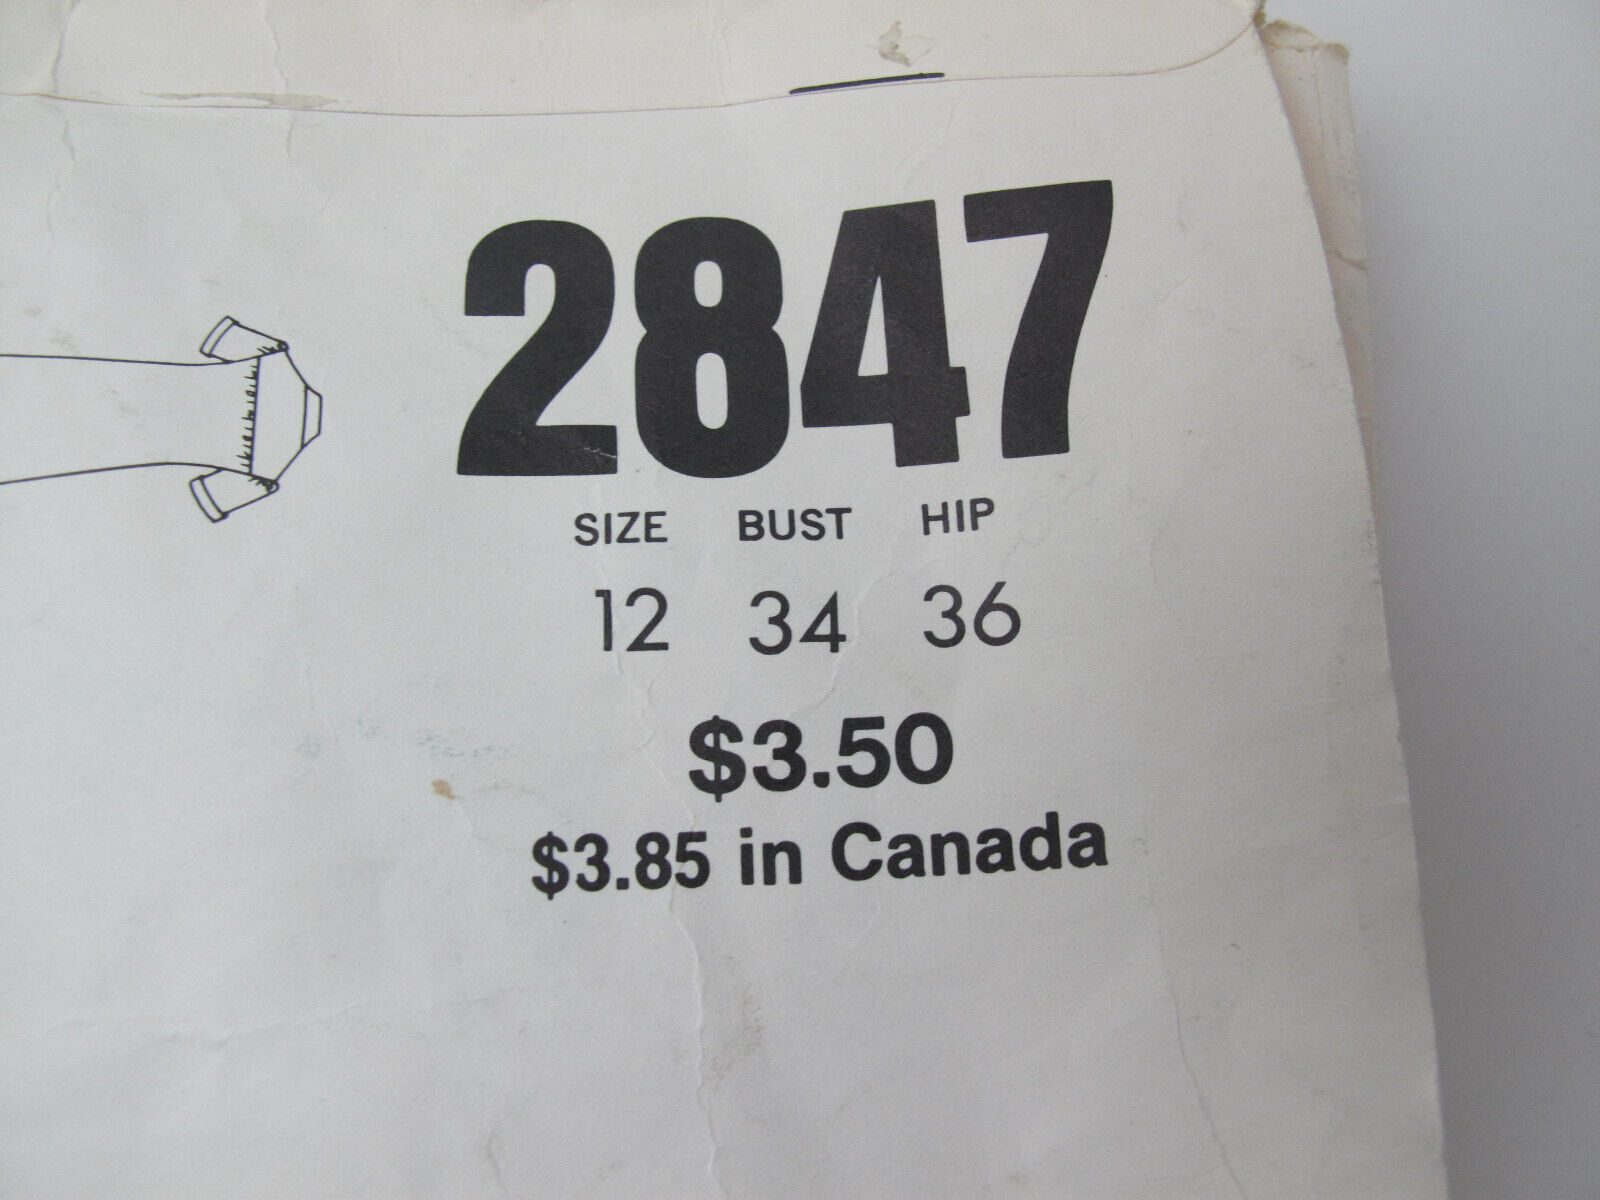 2847
SIZE BUST HIP
12 34 36
$3.50
$3.85 in Canada